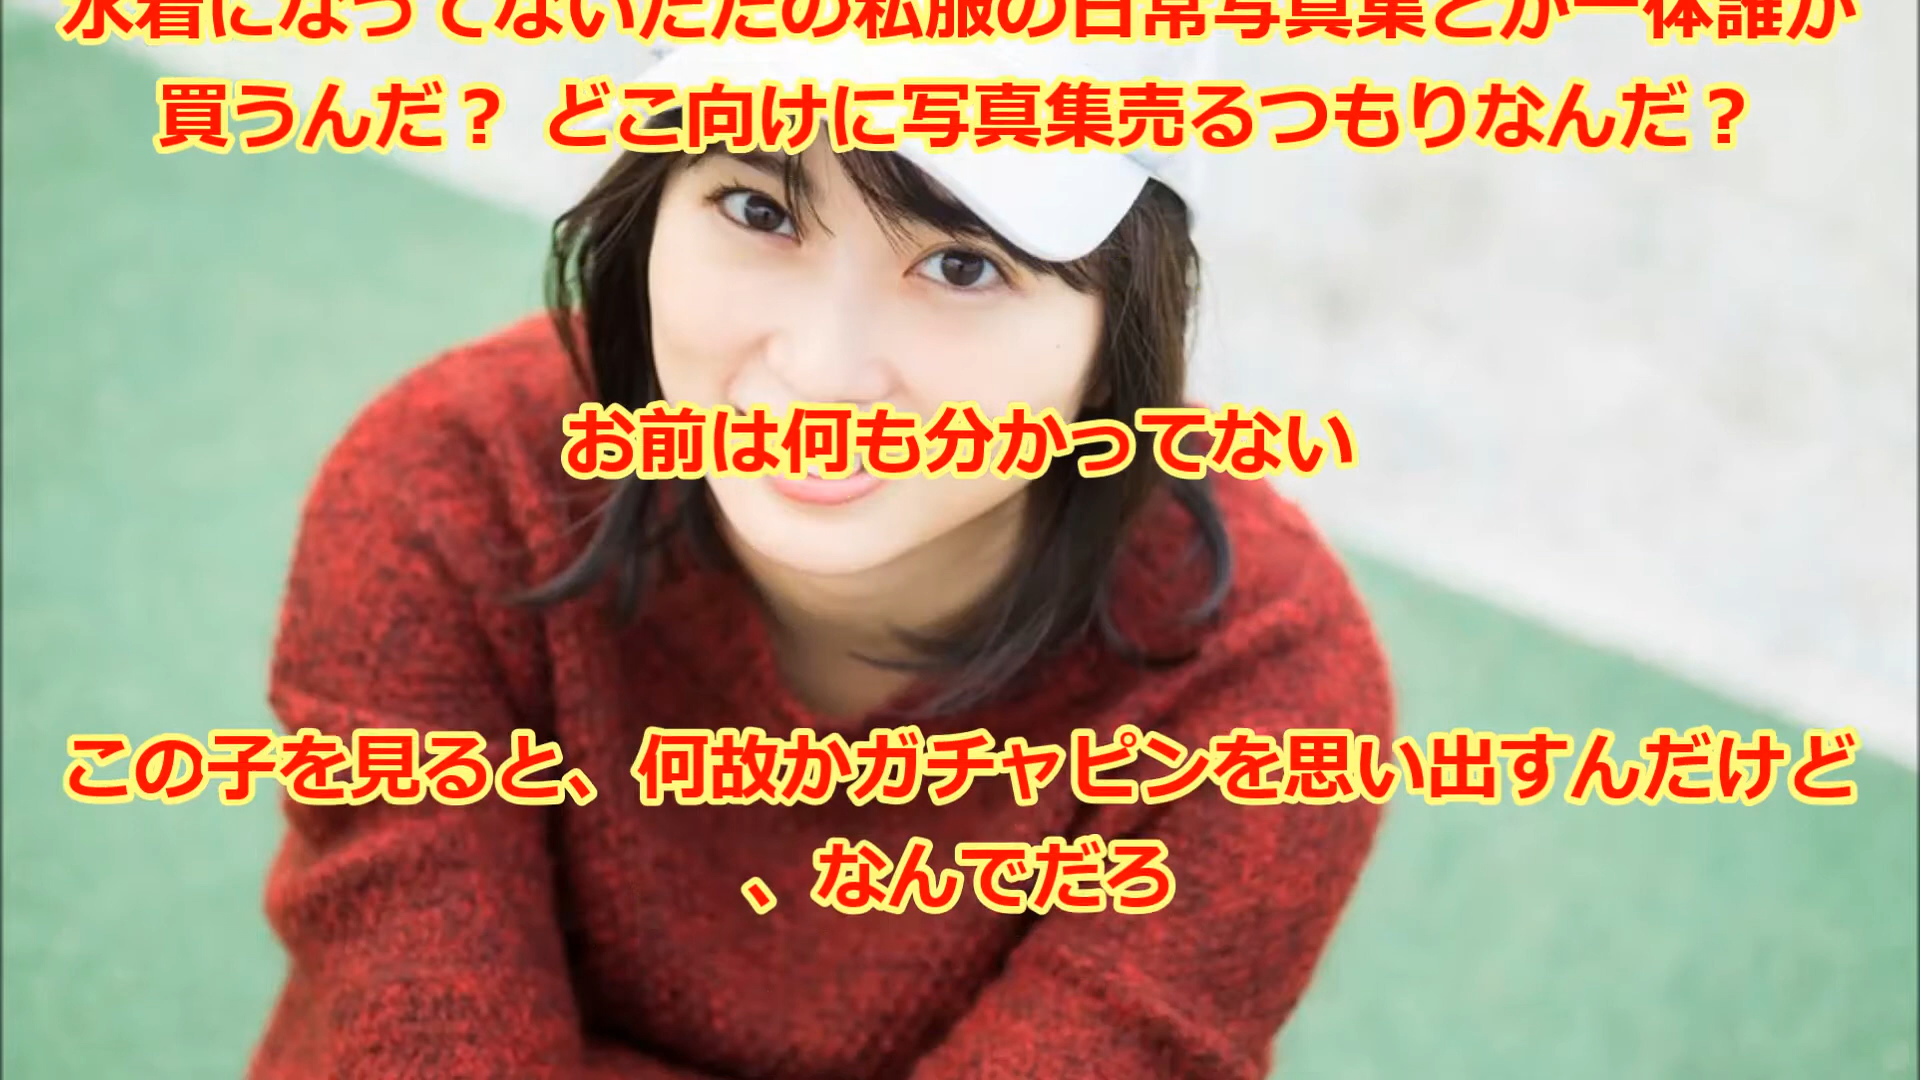 水着になってないただの私服の日常写真集とか一体誰が
買うんだ？ どこ向けに写真集売るつもりなんだ？
お前は何も分かってない
この子を見ると、何故かガチャピンを思い出すんだけど
、なんでだろ